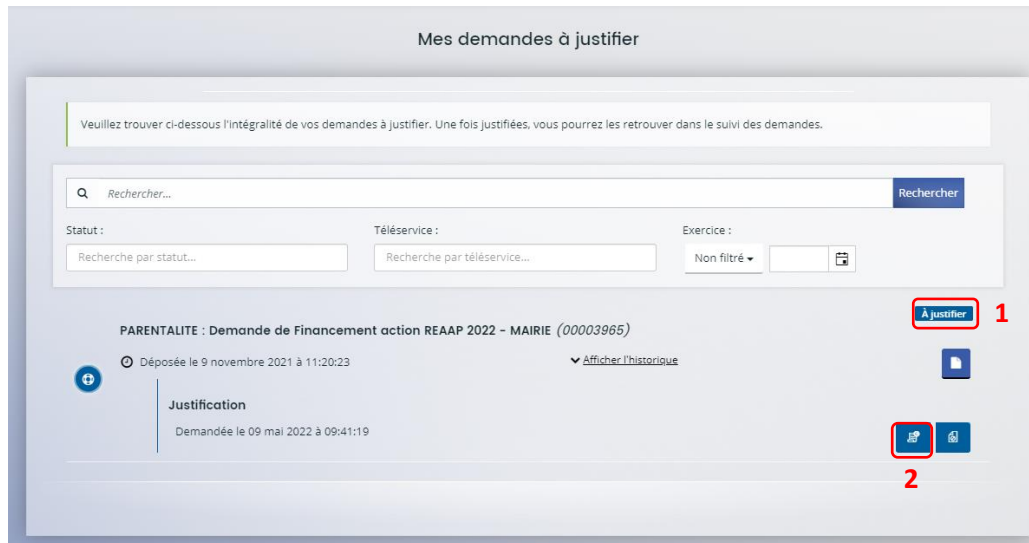 Mes demandes à justifier
Veuillez trouver ci-dessous l'intégralité de vos demandes à justifier. Une fois justifiées, vous pourrez les retrouver dans le suivi des demandes.
Rechercher...
Rechercher
Statut :
Téléservice :
Exercice :
Recherche par statut...
Recherche par téléservice...
Non filtré
À justifier
1
PARENTALITE : Demande de Financement action REAAP 2022 - MAIRIE (00003965)
Déposée le 9 novembre 2021 à 11:20:23
Afficher l'historique
Justification
Demandée le 09 mai 2022 à 09:41:19
2